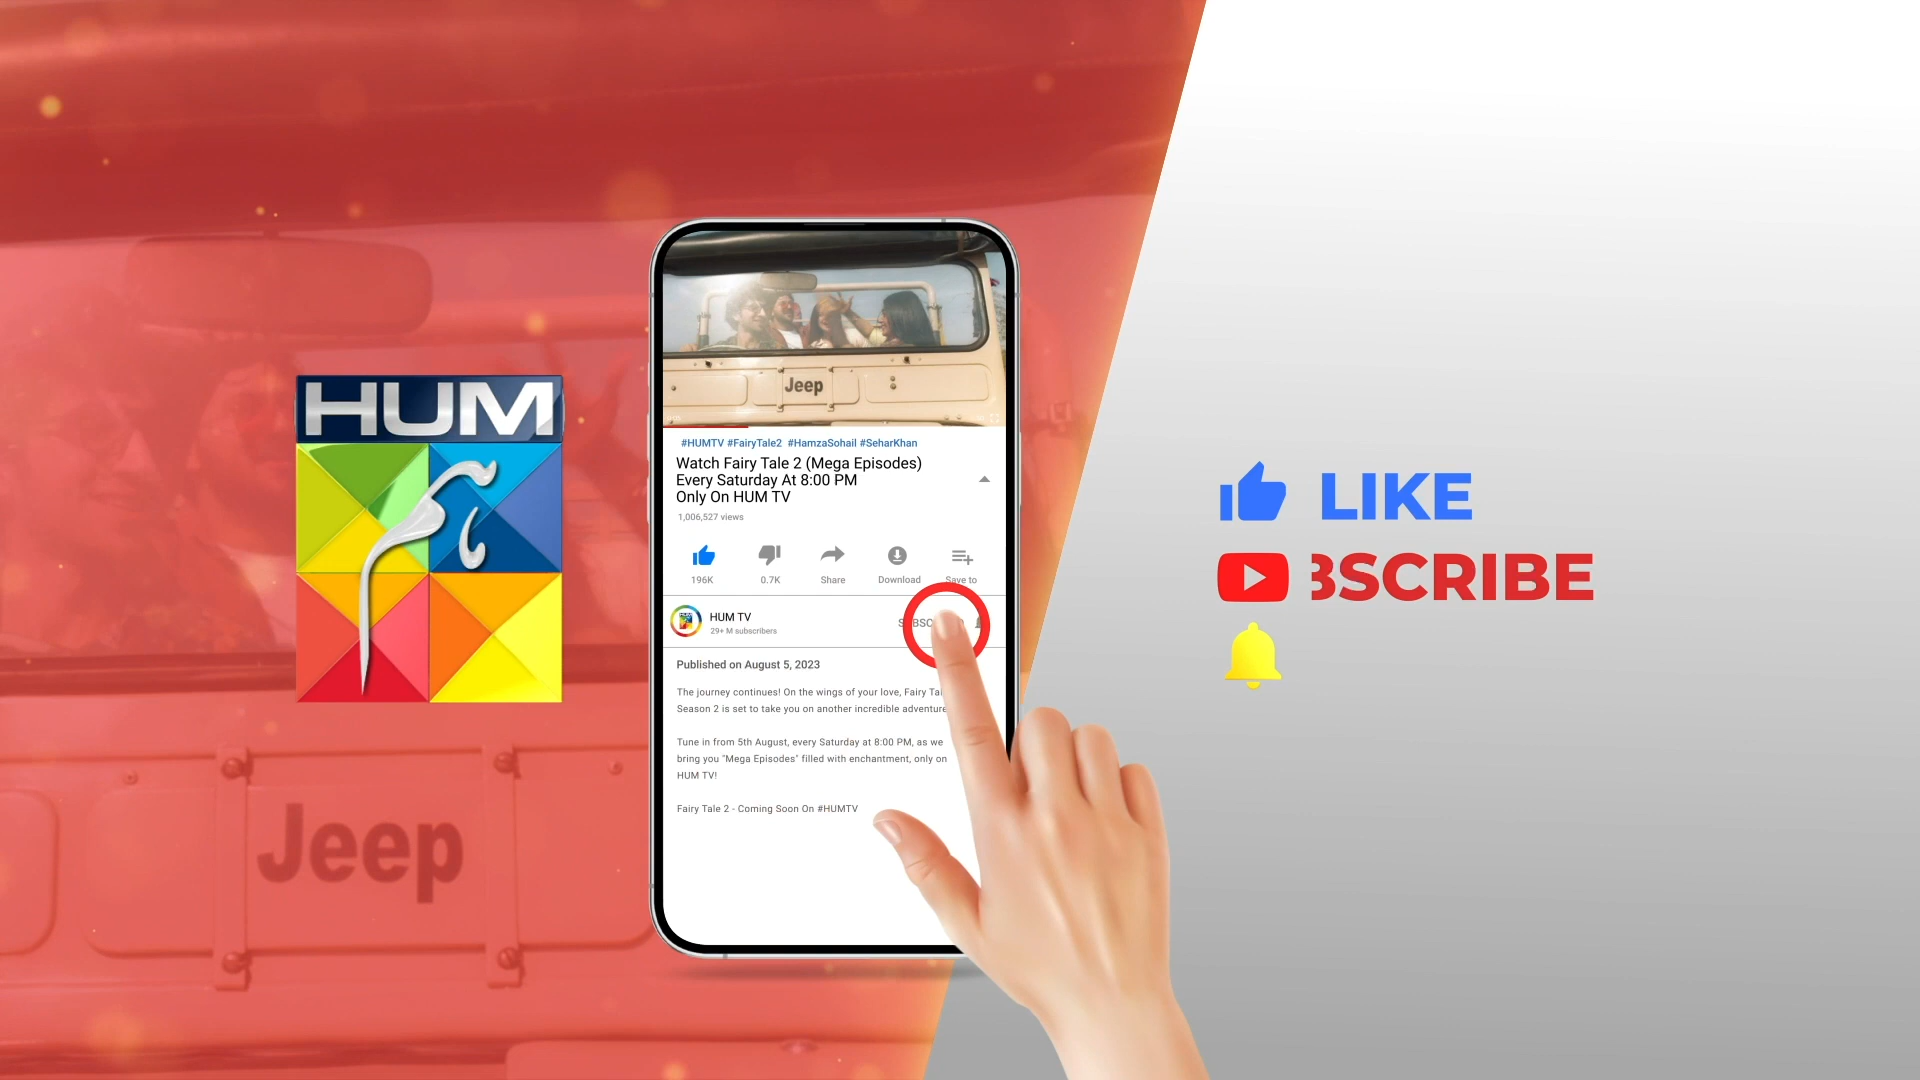 HUM
ہم
Jeep
Jeep
#HUMTV #FairyTale2 #HamzaSohail #SeharKhan
Watch Fairy Tale 2 (Mega Episodes)
Every Saturday At 8:00 PM
Only On HUM TV
1,006,527 views
196K 0.7K Share Download Save to
HUM TV
29+ M subscribers
Published on August 5, 2023
The journey continues! On the wings of your love, Fairy
Season 2 is set to take you on another incredible adventure
Tune in from 5th August, every Saturday at 8:00 PM, as we
bring you "Mega Episodes" filled with enchantment, only on
HUM TV!
Fairy Tale 2 - Coming Soon On #HUMTV
LIKE
BSCRIBE